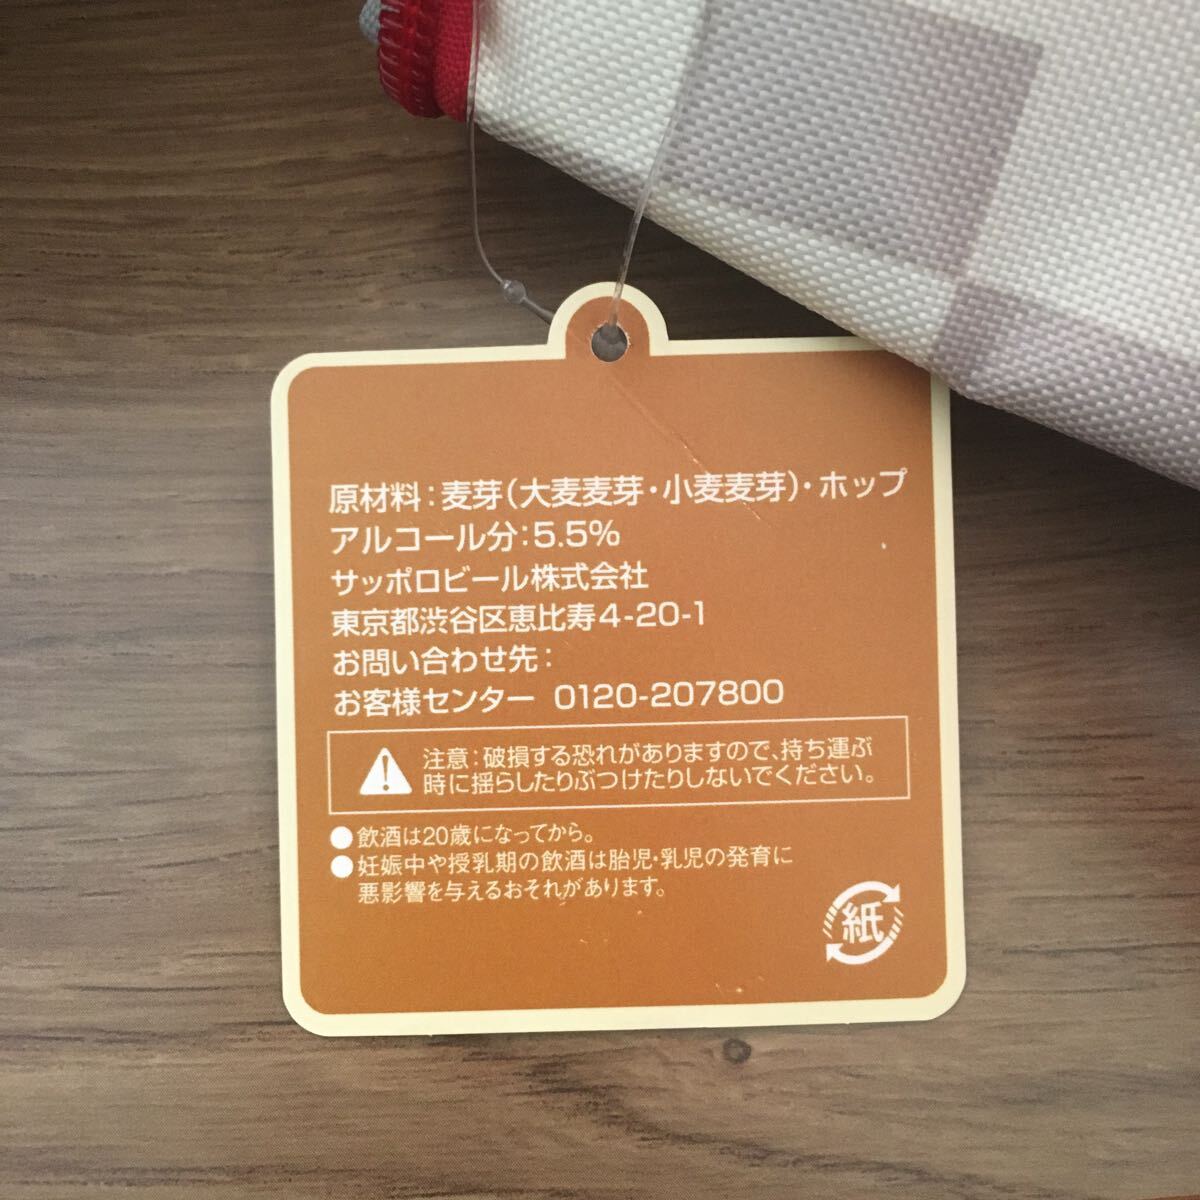 原材料：麦芽（大麦麦芽・小麦麦芽）・ホップ
アルコール分：5.5%
サッポロビール株式会社
東京都渋谷区恵比寿4-20-1
お問い合わせ先：
お客様センター 0120-207800
注意：破損する恐れがありますので、持ち運ぶ
時に揺らしたりぶつけたりしないでください。
●飲酒は20歳になってから。
●妊娠中や授乳期の飲酒は胎児・乳児の発育に
悪影響を与えるおそれがあります。
紙